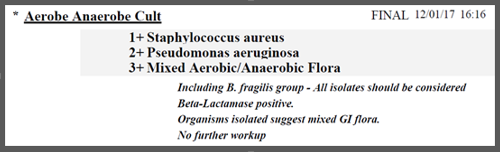 * Aerobe Anaerobe Cult FINAL 12/01/17 16:16
1+ Staphylococcus aureus
2+ Pseudomonas aeruginosa
3+ Mixed Aerobic/Anaerobic Flora
Including B. fragilis group - All isolates should be considered
Beta-Lactamase positive.
Organisms isolated suggest mixed GI flora.
No further workup